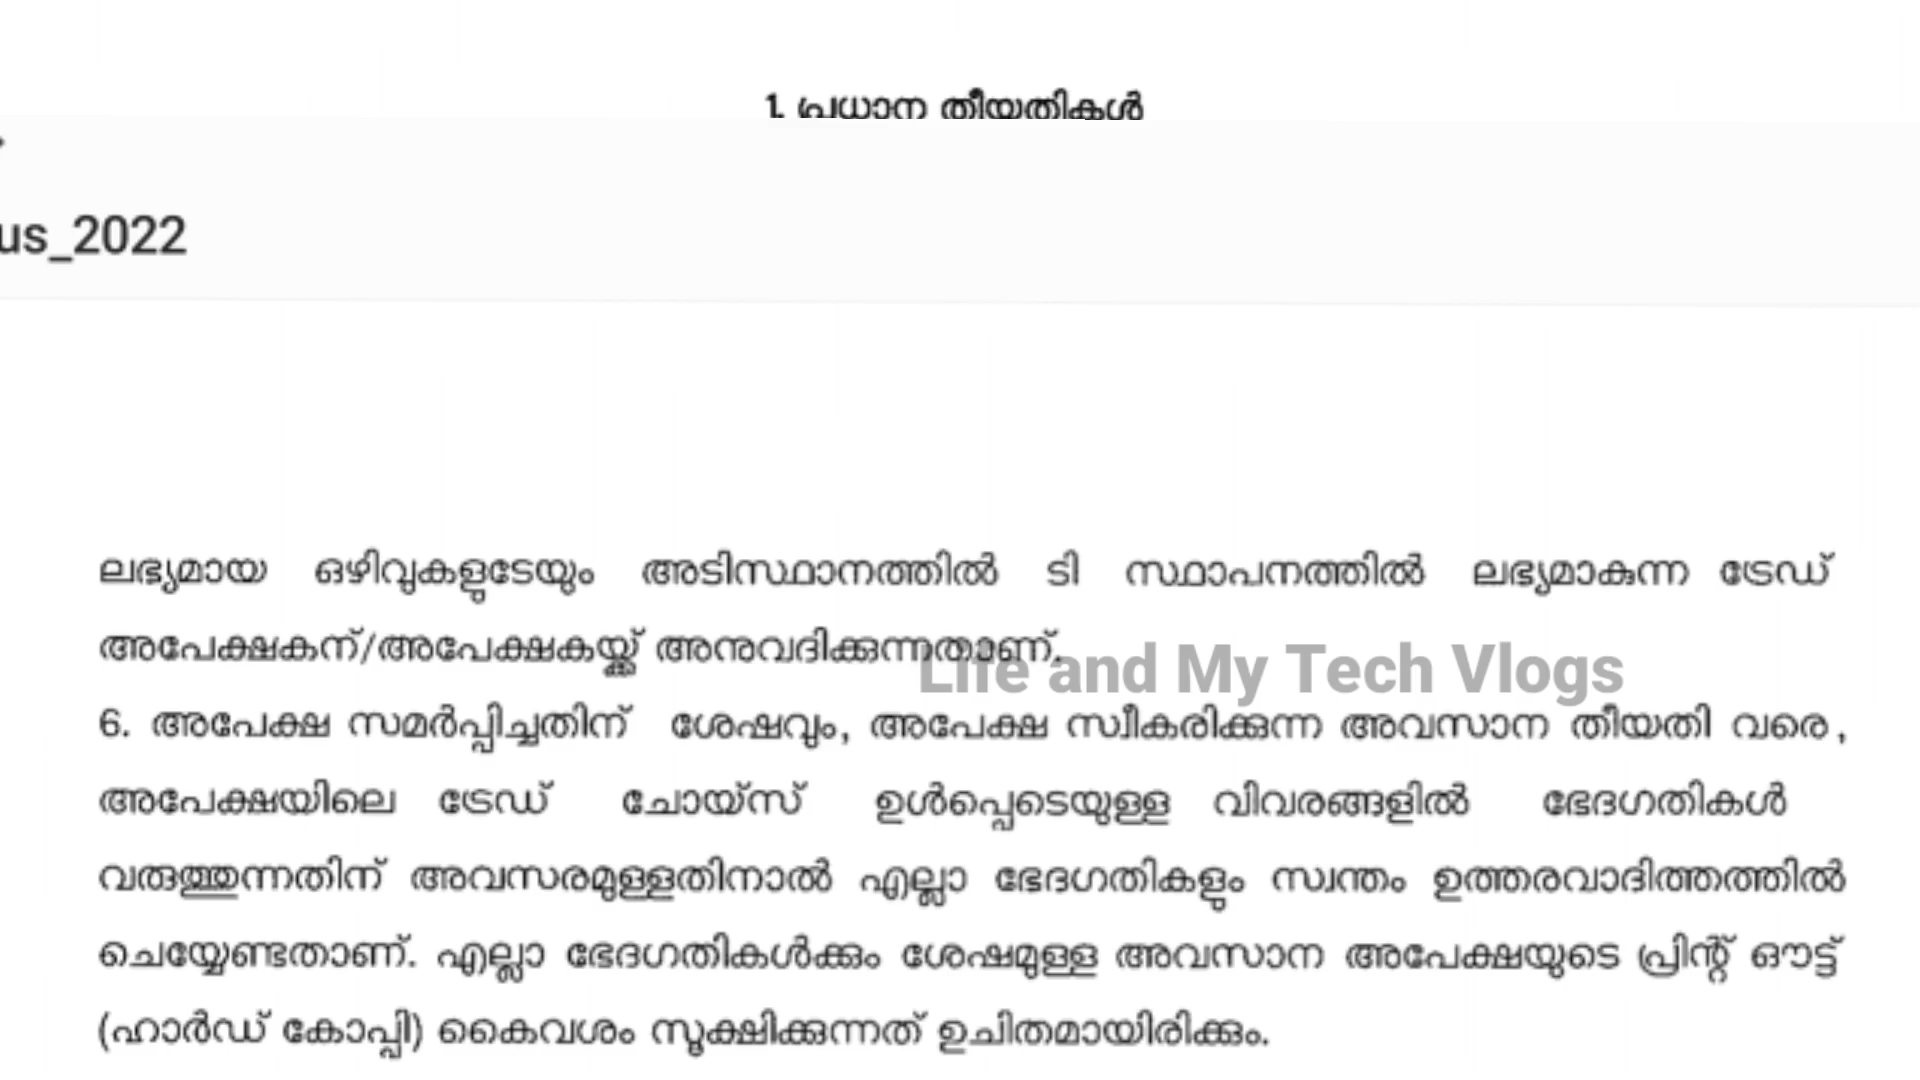 1. പ്രധാന തീയതികൾ
us_2022
ലഭ്യമായ ഒഴിവുകളുടേയും അടിസ്ഥാനത്തിൽ ടി സ്ഥാപനത്തിൽ ലഭ്യമാകുന്ന ട്രേഡ്
അപേക്ഷകന്/അപേക്ഷകയ്ക്ക് അനുവദിക്കുന്നതാണ്.
Life and My Tech Vlogs
6. അപേക്ഷ സമർപ്പിച്ചതിന് ശേഷവും, അപേക്ഷ സ്വീകരിക്കുന്ന അവസാന തീയതി വരെ,
അപേക്ഷയിലെ ട്രേഡ് ചോയ്സ് ഉൾപ്പെടെയുള്ള വിവരങ്ങളിൽ ഭേദഗതികൾ
വരുത്തുന്നതിന് അവസരമുള്ളതിനാൽ എല്ലാ ഭേദഗതികളും സ്വന്തം ഉത്തരവാദിത്തത്തിൽ
ചെയ്യേണ്ടതാണ്. എല്ലാ ഭേദഗതികൾക്കും ശേഷമുള്ള അവസാന അപേക്ഷയുടെ പ്രിന്റ് ഔട്ട്
(ഹാർഡ് കോപ്പി) കൈവശം സൂക്ഷിക്കുന്നത് ഉചിതമായിരിക്കും.